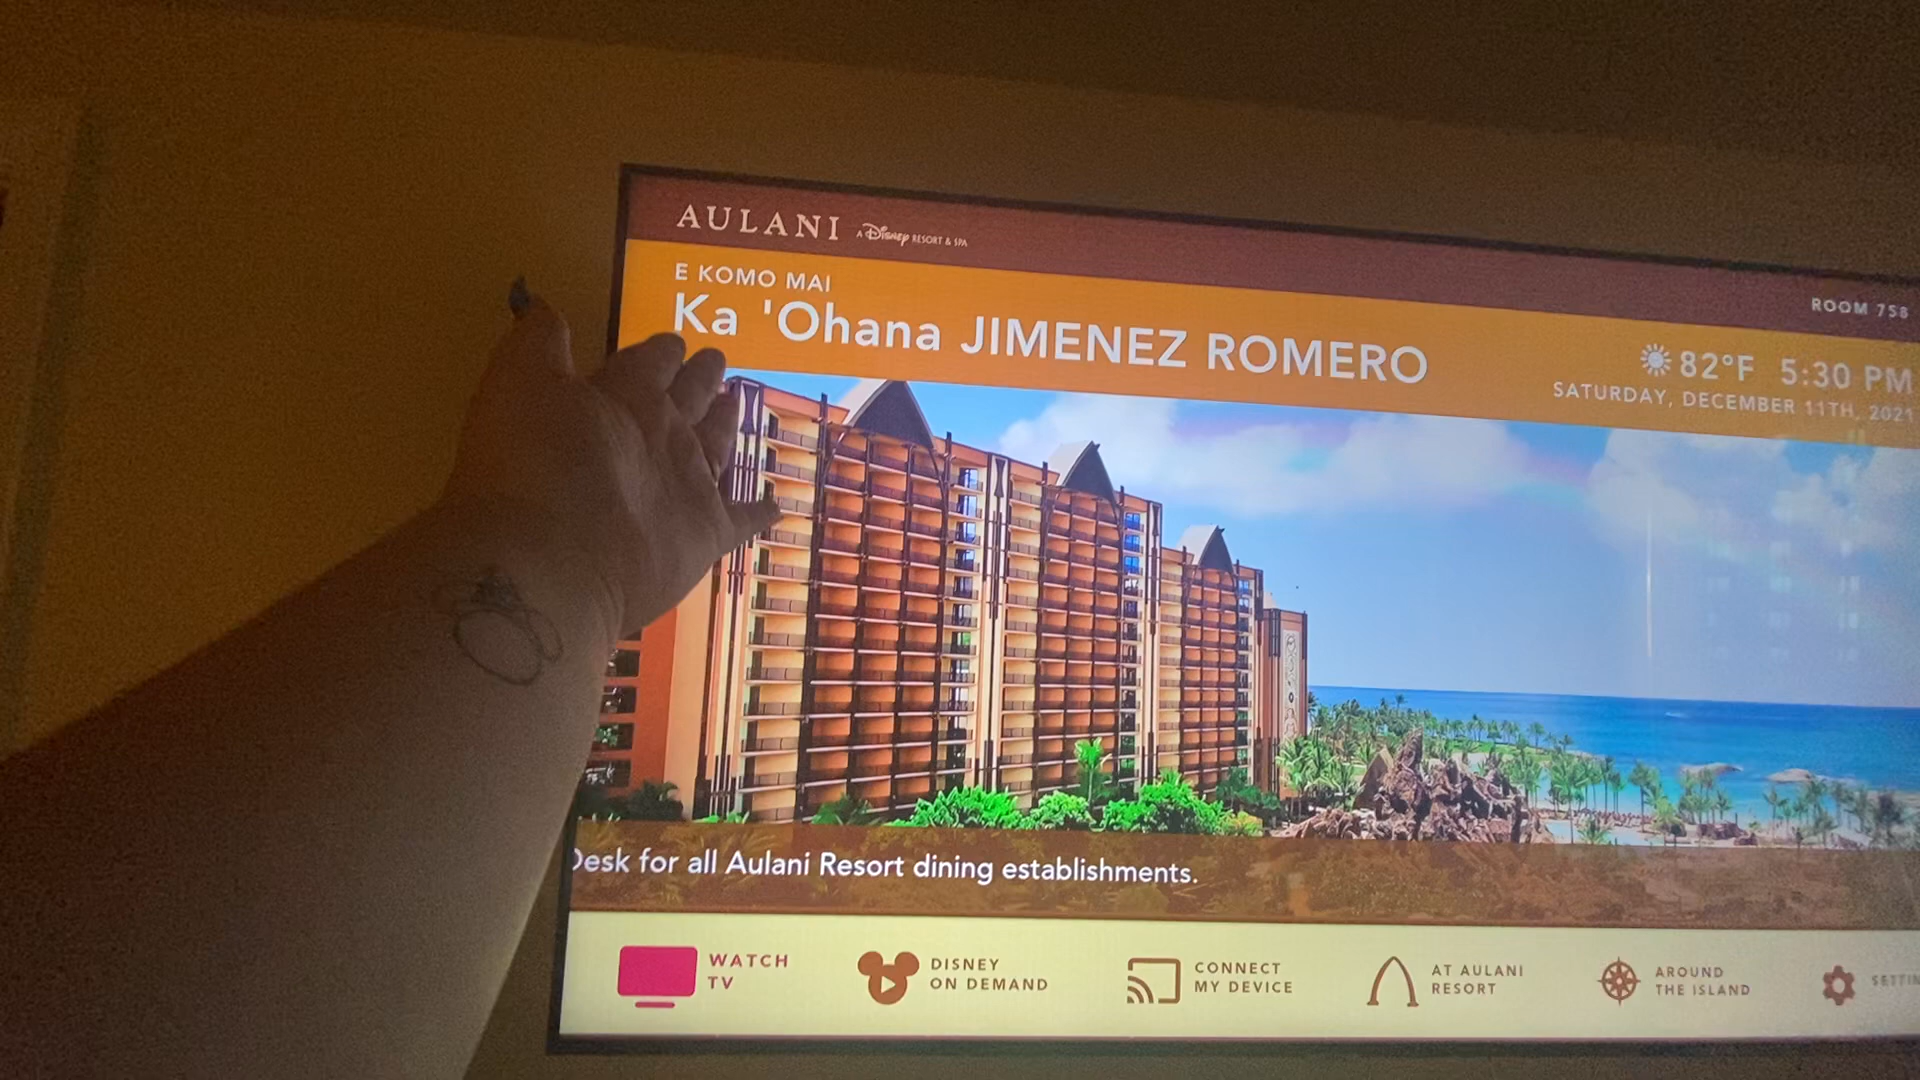 AULANI A Disney RESORT & SPA
ROOM 758
E KOMO MAI
Ka 'Ohana JIMENEZ ROMERO
82°F 5:30 PM
SATURDAY, DECEMBER 11TH, 2021
Desk for all Aulani Resort dining establishments.
WATCH
TV
DISNEY
ON DEMAND
CONNECT
MY DEVICE
AT AULANI
RESORT
AROUND
THE ISLAND